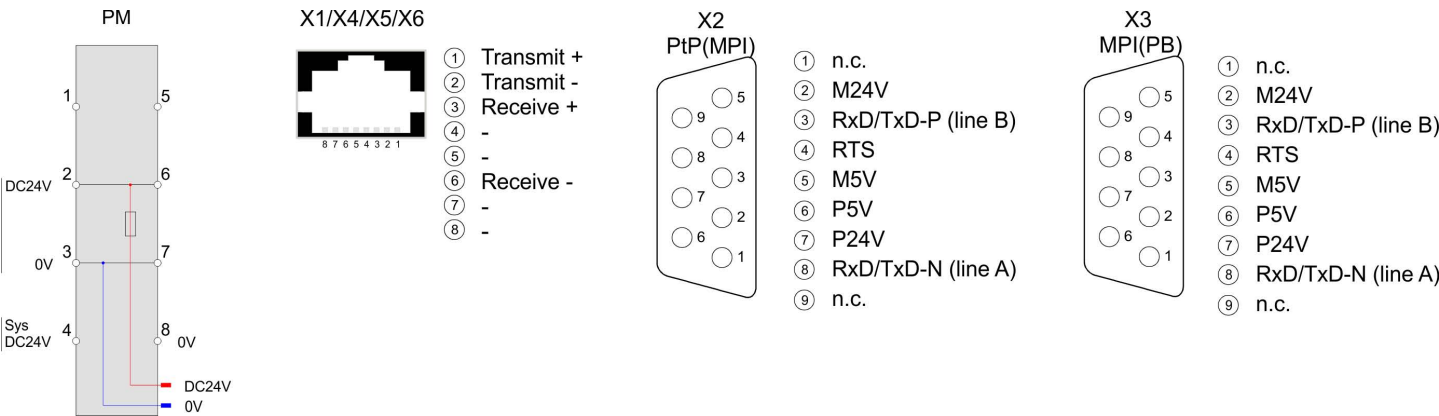 PM
1
5
2
6
DC24V
3
7
0V
Sys
DC24V
4
8
0V
DC24V
0V
X1/X4/X5/X6
8 7 6 5 4 3 2 1
1 Transmit +
2 Transmit -
3 Receive +
4 -
5 -
6 Receive -
7 -
8 -
X2
PtP(MPI)
5
9
4
8
3
7
2
6
1
1 n.c.
2 M24V
3 RxD/TxD-P (line B)
4 RTS
5 M5V
6 P5V
7 P24V
8 RxD/TxD-N (line A)
9 n.c.
X3
MPI(PB)
5
9
4
8
3
7
2
6
1
1 n.c.
2 M24V
3 RxD/TxD-P (line B)
4 RTS
5 M5V
6 P5V
7 P24V
8 RxD/TxD-N (line A)
9 n.c.